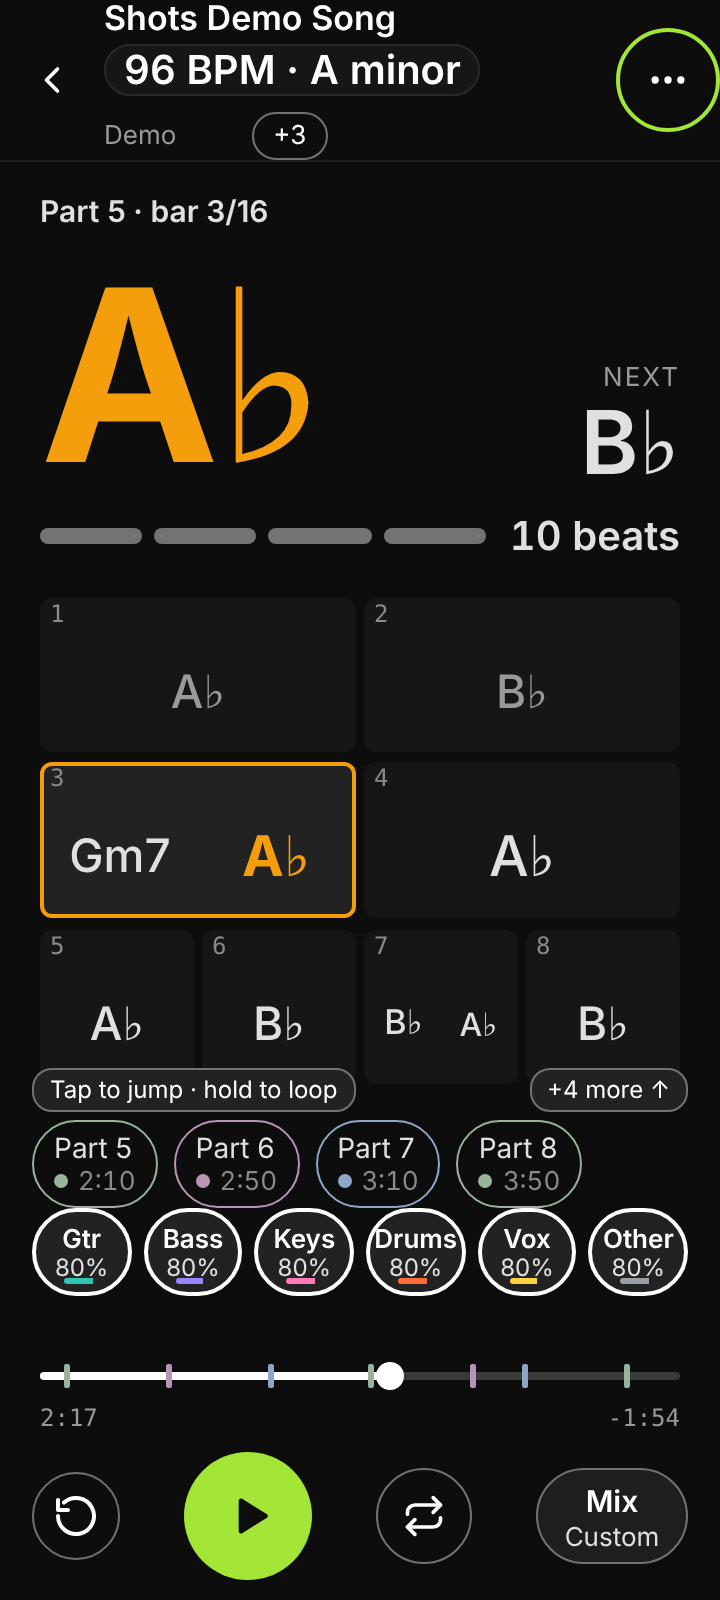 Shots Demo Song
96 BPM · A minor
Demo +3
Part 5 · bar 3/16
A♭
NEXT
B♭
10 beats
1 2
A♭ B♭
3 4
Gm7 A♭ A♭
5 6 7 8
A♭ B♭ B♭ A♭ B♭
Tap to jump · hold to loop +4 more ↑
Part 5 Part 6 Part 7 Part 8
2:10 2:50 3:10 3:50
Gtr Bass Keys Drums Vox Other
80% 80% 80% 80% 80% 80%
2:17 -1:54
Mix
Custom